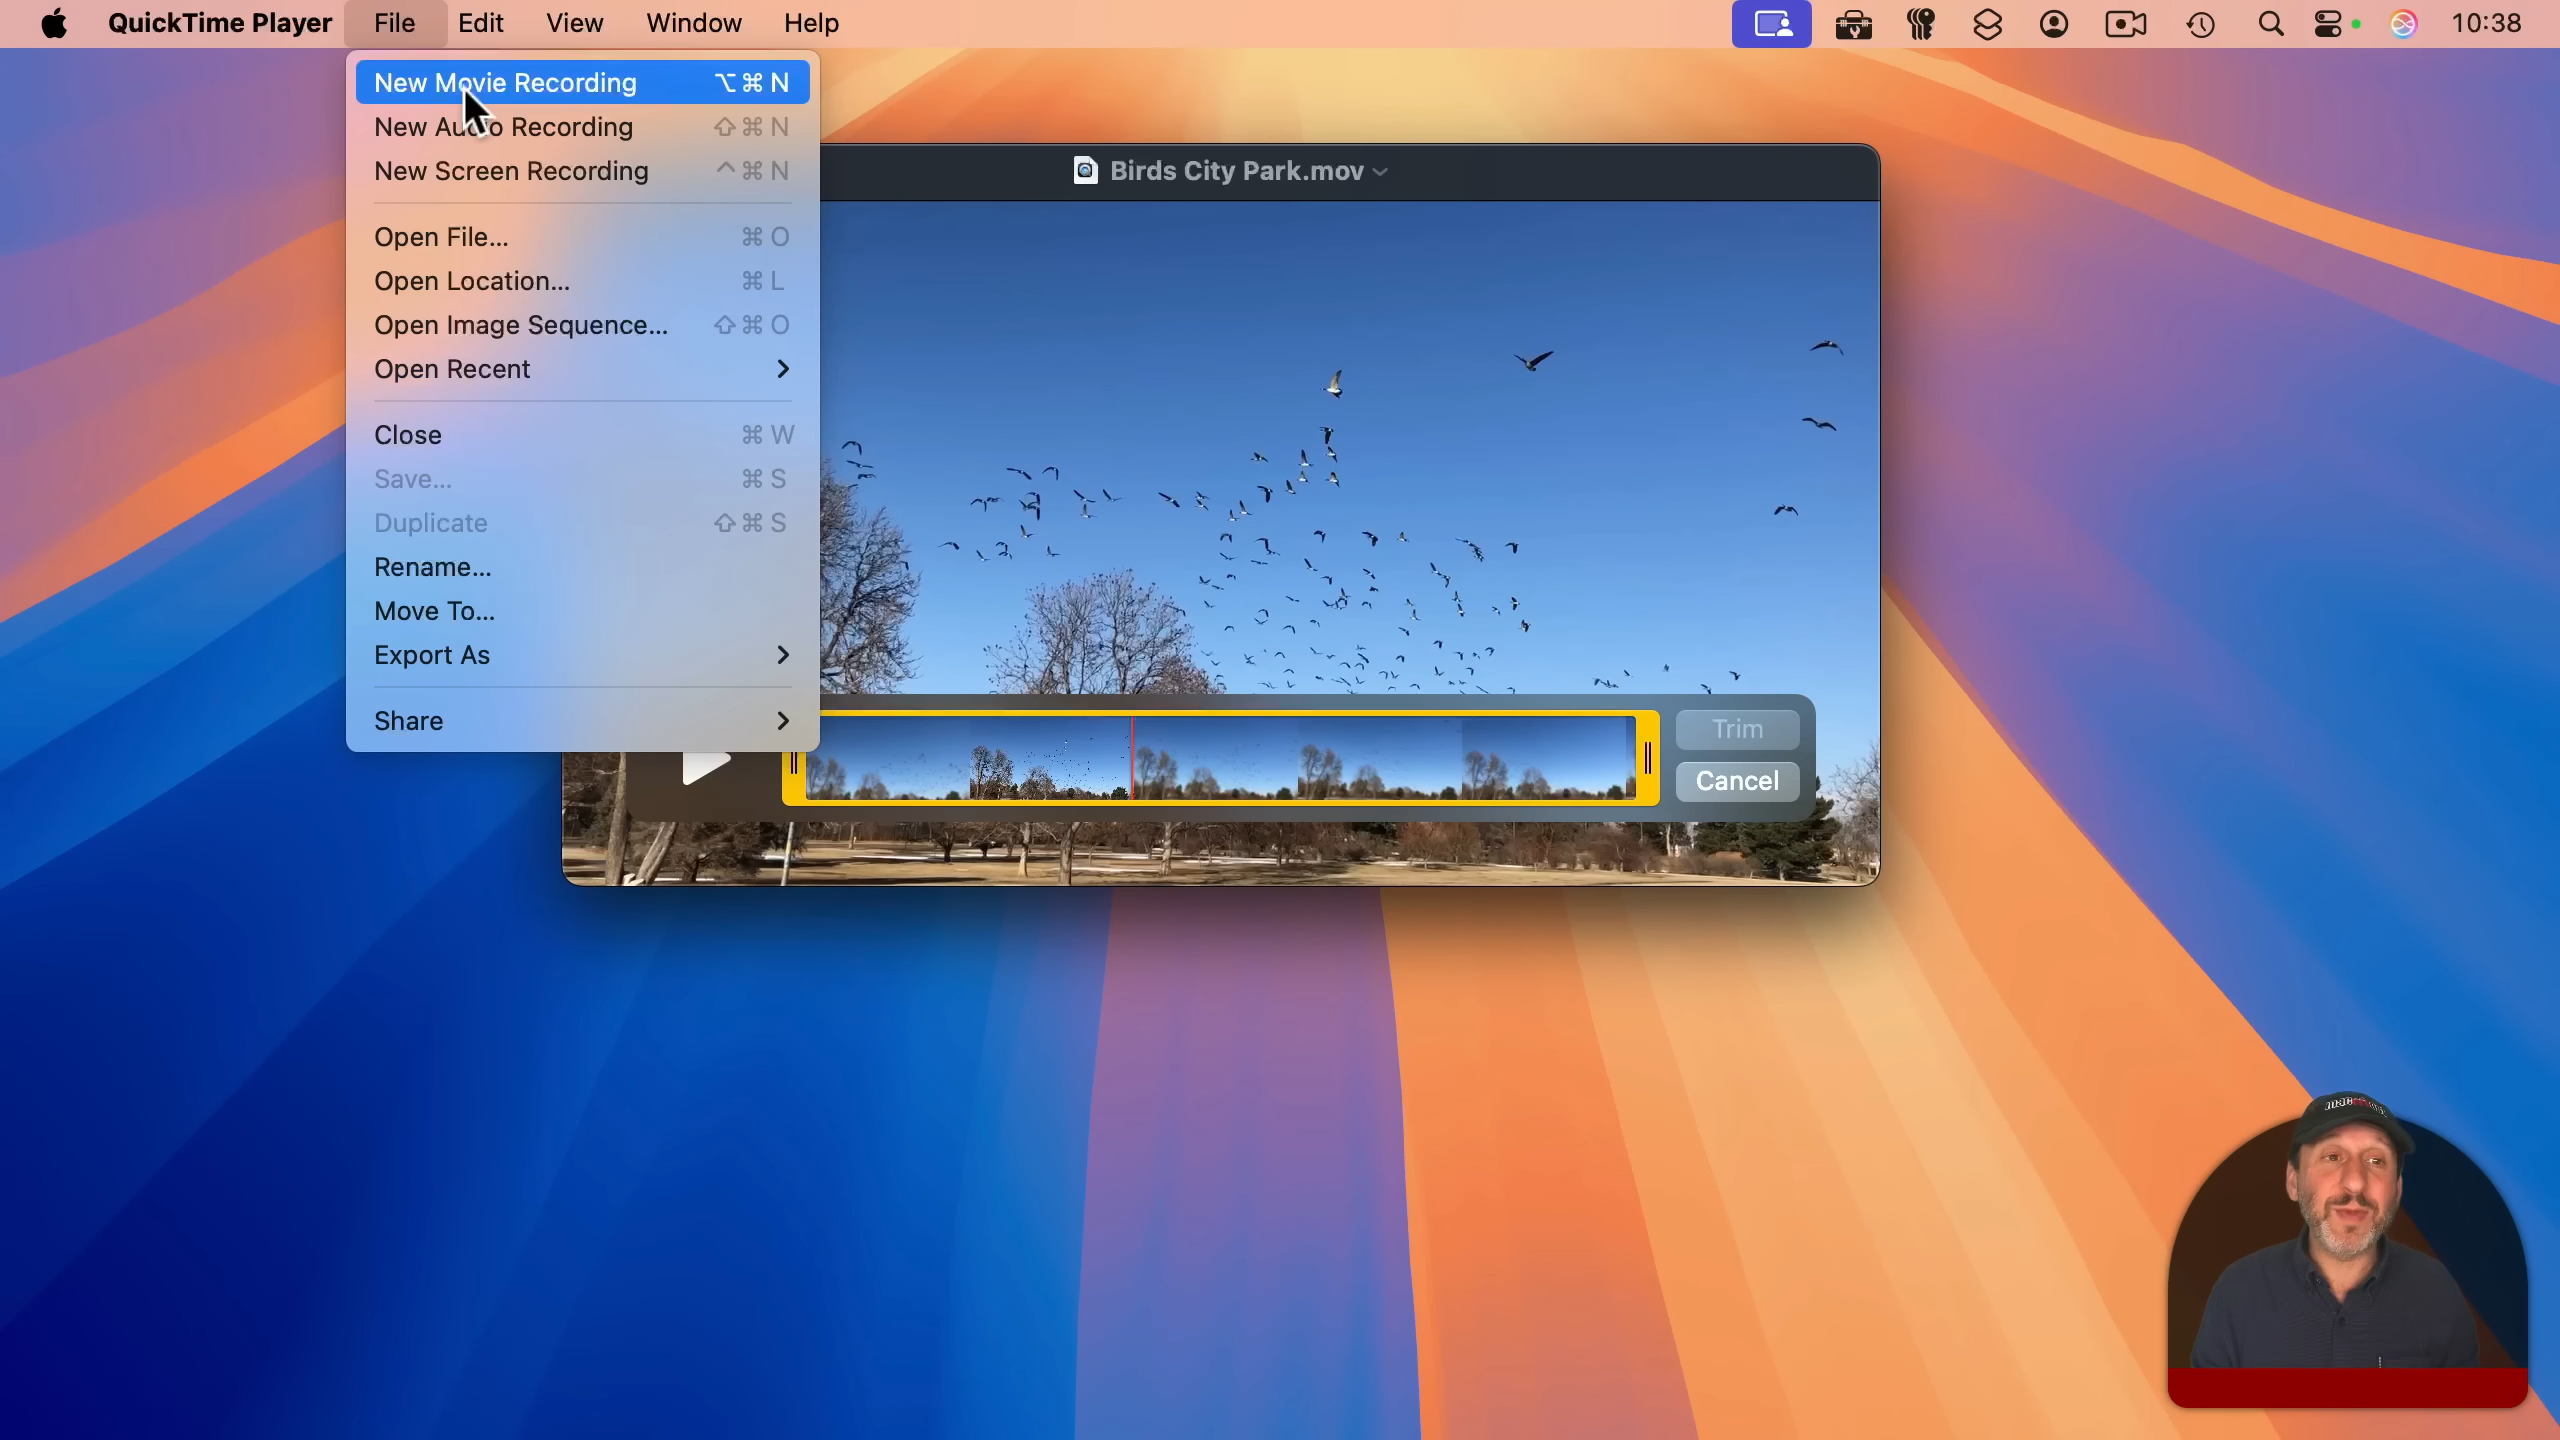 QuickTime Player File Edit View Window Help 10:38
New Movie Recording ⌥⌘N
New Audio Recording ⇧⌘N
New Screen Recording ^⌘N
Open File... ⌘O
Open Location... ⌘L
Open Image Sequence... ⇧⌘O
Open Recent
Close ⌘W
Save... ⌘S
Duplicate ⇧⌘S
Rename...
Move To...
Export As
Share
Birds City Park.mov
Trim
Cancel